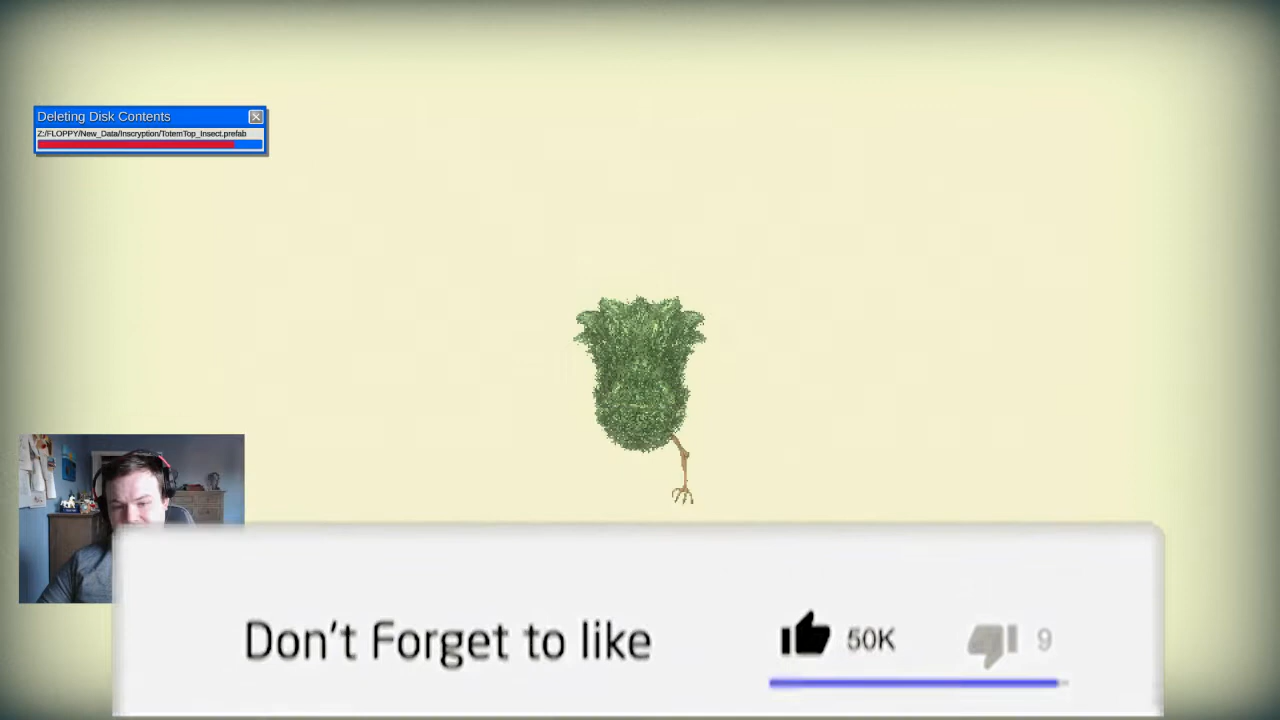 Deleting Disk Contents
Z:/FLOPPY/New_Data/Inscryption/TotemTop_Insect.prefab
Don't Forget to like
50K
9